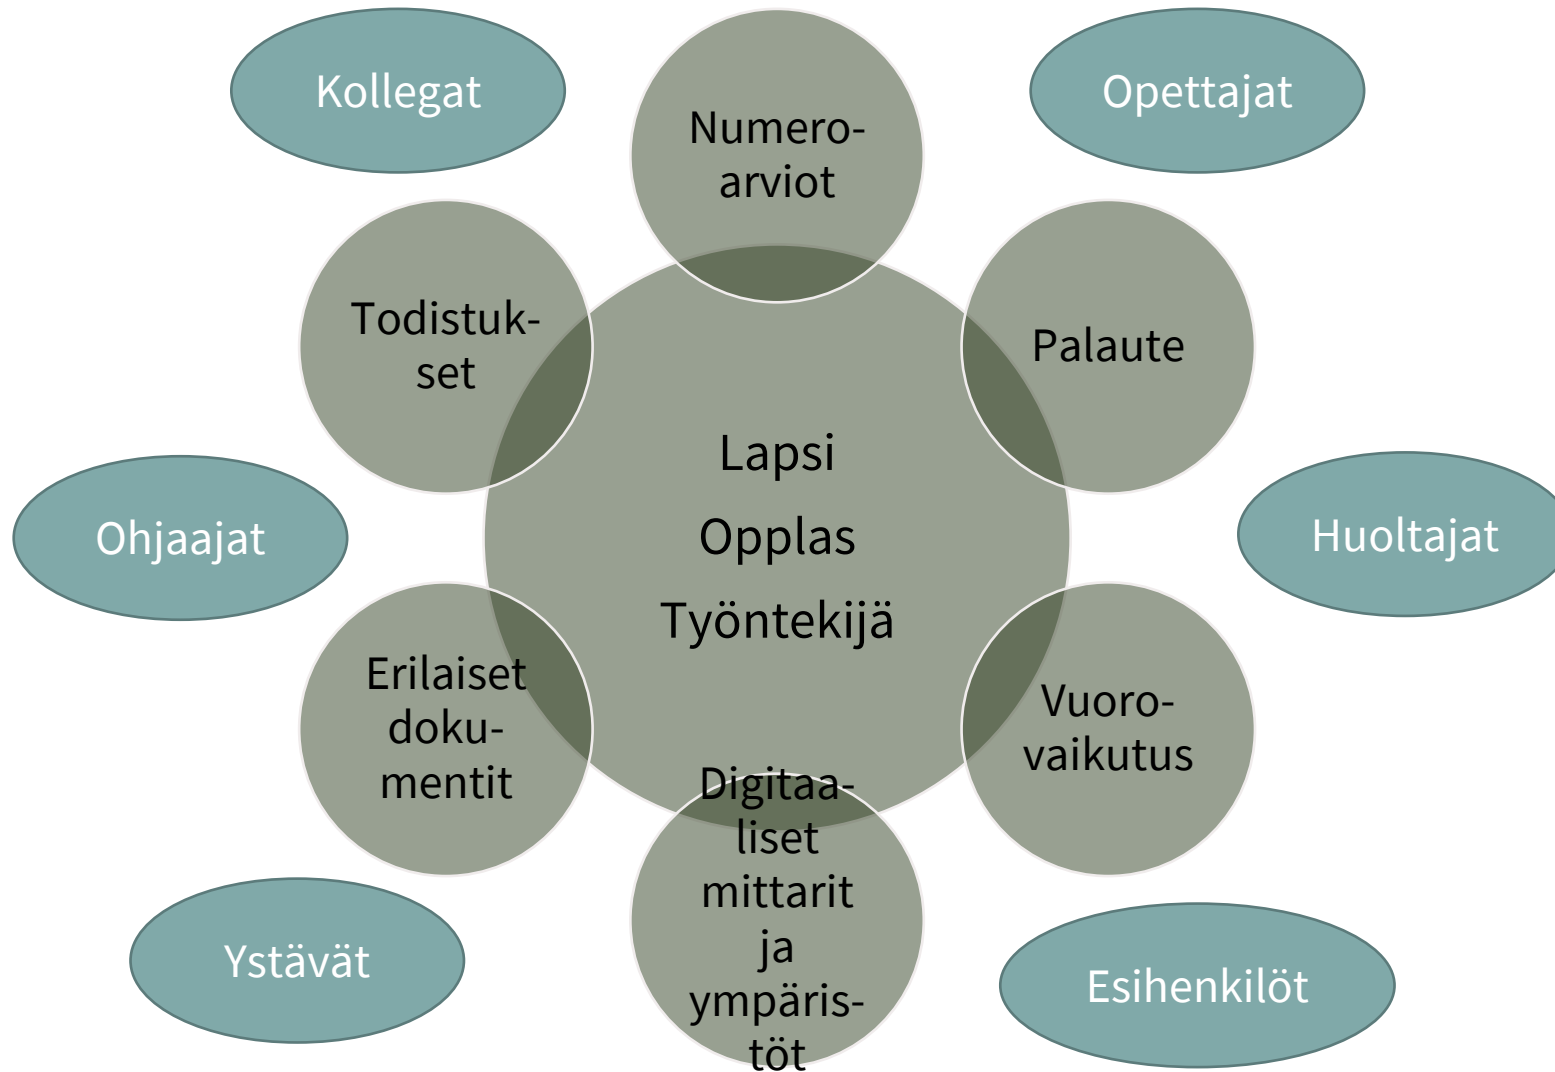 Kollegat
Numero-
arviot
Opettajat
Todistuk-
set
Palaute
Lapsi
Opplas
Työntekijä
Ohjaajat
Huoltajat
Erilaiset
doku-
mentit
Vuoro-
vaikutus
Digitaa-
liset
mittarit
ja
ympäris-
töt
Ystävät
Esihenkilöt